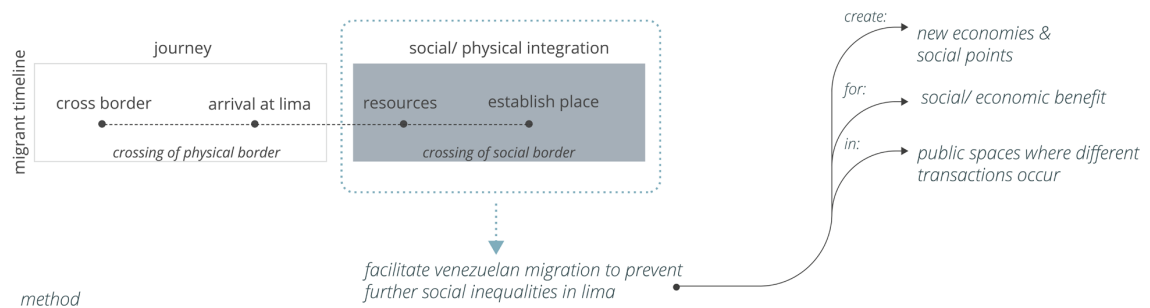 migrant timeline
journey
cross border
arrival at lima
crossing of physical border
social/ physical integration
resources
establish place
crossing of social border
facilitate venezuelan migration to prevent
further social inequalities in lima
create:
new economies &
social points
for:
social/ economic benefit
in:
public spaces where different
transactions occur
method